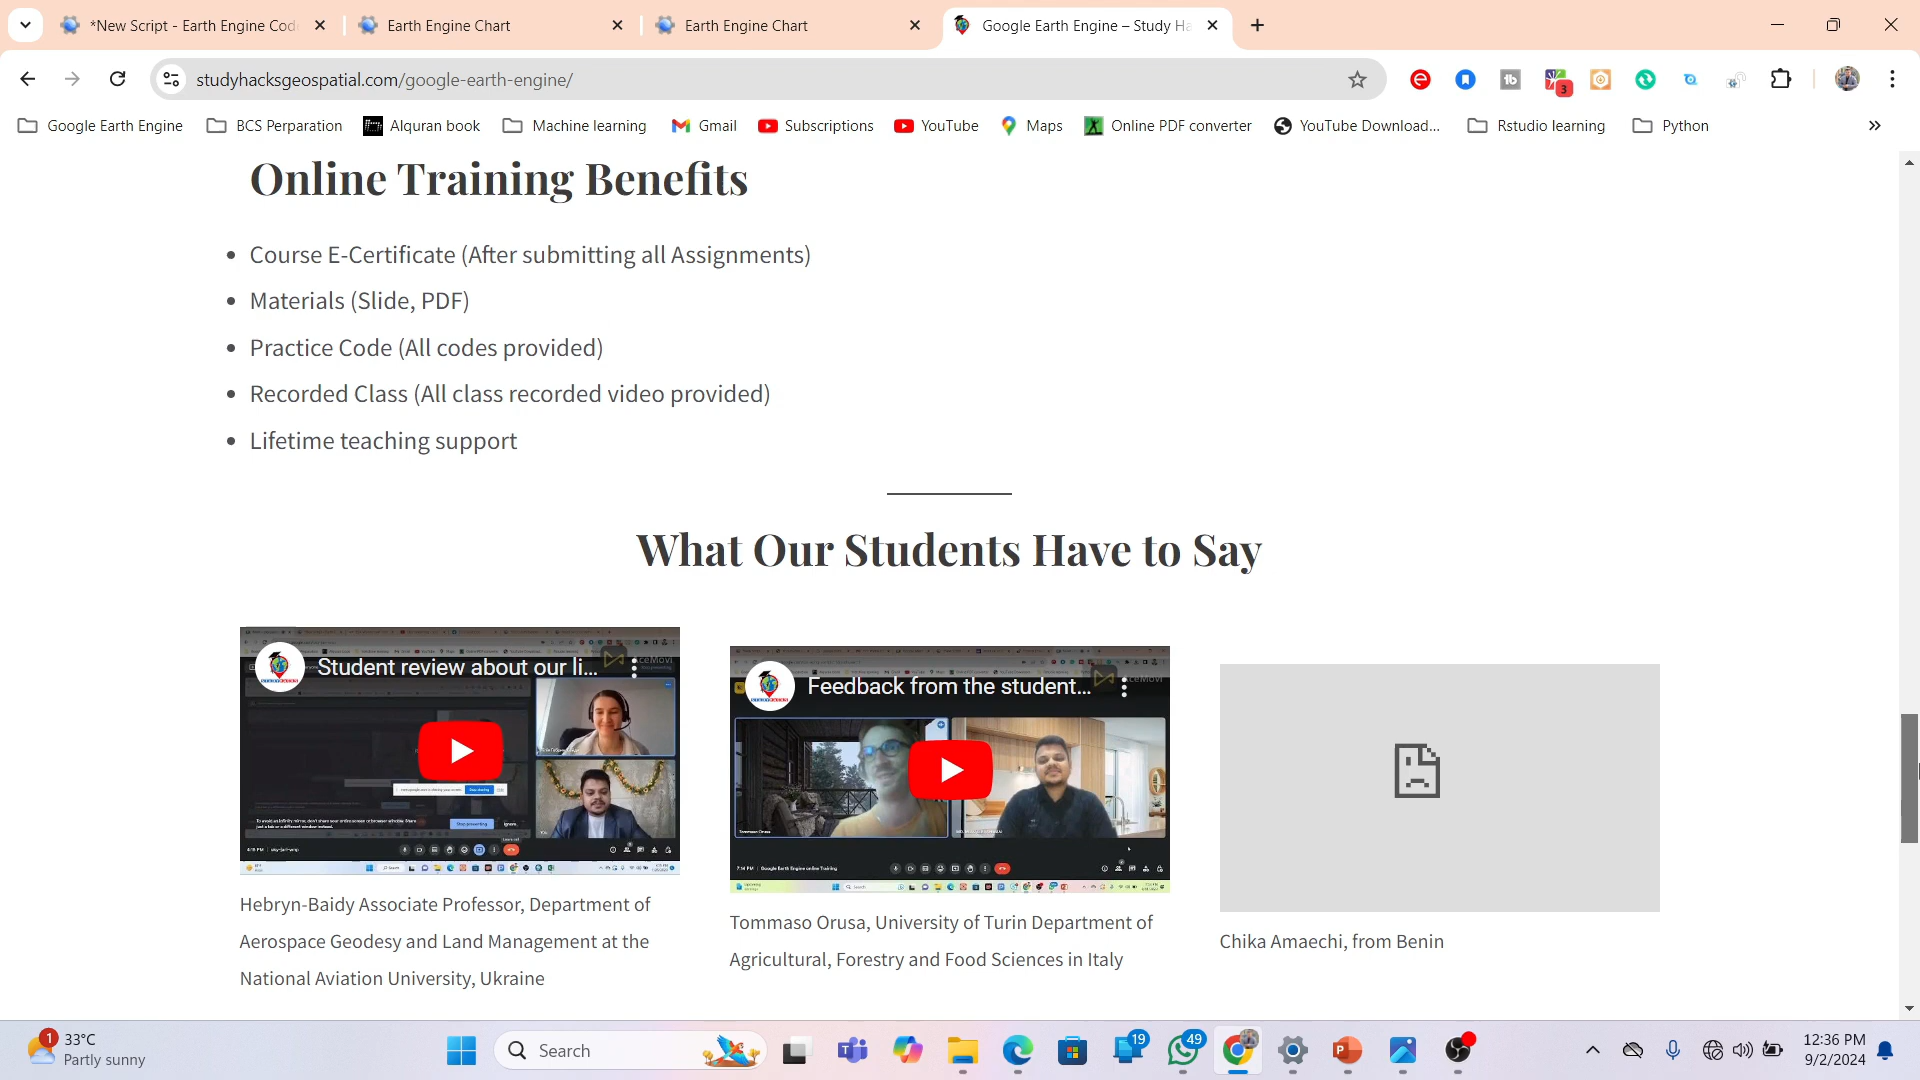 *New Script - Earth Engine Cod
Earth Engine Chart
Earth Engine Chart
Google Earth Engine – Study Ha
studyhacksgeospatial.com/google-earth-engine/
3
Google Earth Engine
BCS Perparation
Alquran book
Machine learning
Gmail
Subscriptions
YouTube
Maps
Online PDF converter
YouTube Download...
Rstudio learning
Python
Online Training Benefits
• Course E-Certificate (After submitting all Assignments)
• Materials (Slide, PDF)
• Practice Code (All codes provided)
• Recorded Class (All class recorded video provided)
• Lifetime teaching support
What Our Students Have to Say
Student review about our li...
Feedback from the student...
Hebryn-Baidy Associate Professor, Department of
Aerospace Geodesy and Land Management at the
National Aviation University, Ukraine
Tommaso Orusa, University of Turin Department of
Agricultural, Forestry and Food Sciences in Italy
Chika Amaechi, from Benin
1
33°C
Partly sunny
Search
19
49
12:36 PM
9/2/2024